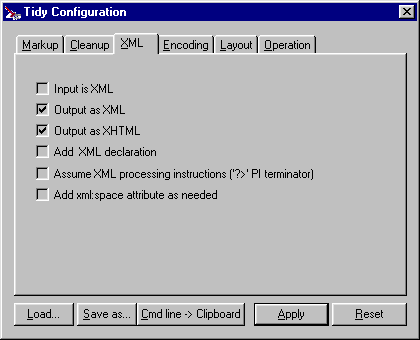 Tidy Configuration
Markup Cleanup XML Encoding Layout Operation
Input is XML
Output as XML
Output as XHTML
Add XML declaration
Assume XML processing instructions ('?>' PI terminator)
Add xml:space attribute as needed
Load... Save as... Cmd line -> Clipboard Apply Reset